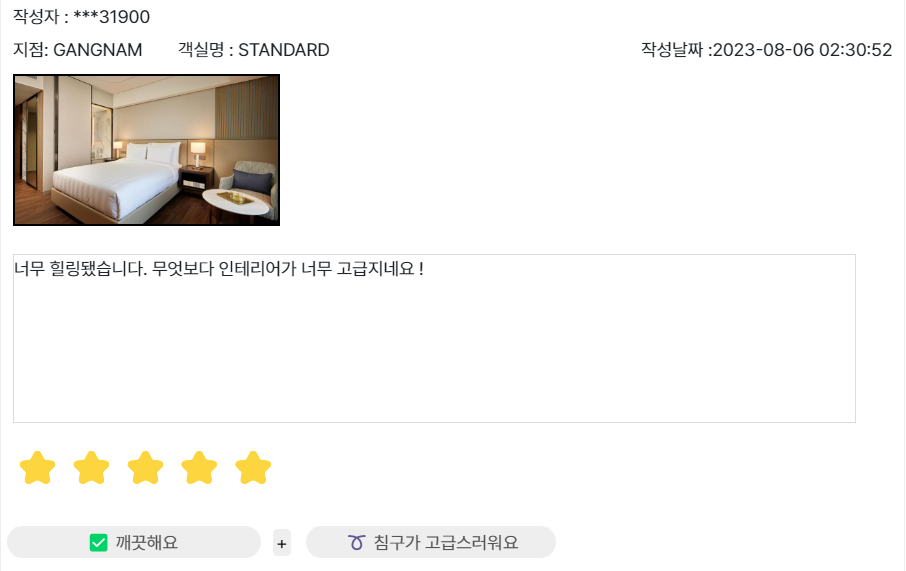 작성자 : ***31900
지점: GANGNAM 객실명 : STANDARD 작성날짜 :2023-08-06 02:30:52
너무 힐링됐습니다. 무엇보다 인테리어가 너무 고급지네요 !
✅ 깨끗해요 + ➰ 침구가 고급스러워요